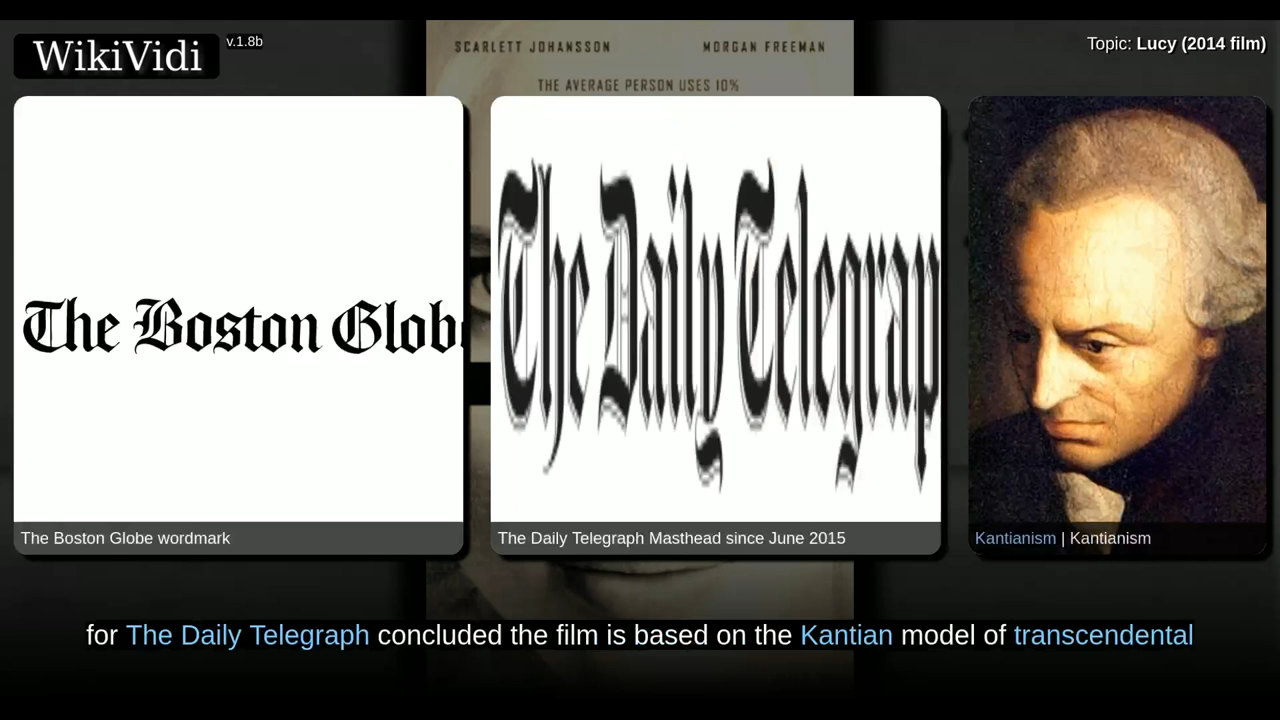 WikiVidi v.1.8b
Topic: Lucy (2014 film)
SCARLETT JOHANSSON MORGAN FREEMAN
THE AVERAGE PERSON USES 10%
The Boston Glob
The Daily Telegrap
The Boston Globe wordmark
The Daily Telegraph Masthead since June 2015
Kantianism | Kantianism
for The Daily Telegraph concluded the film is based on the Kantian model of transcendental